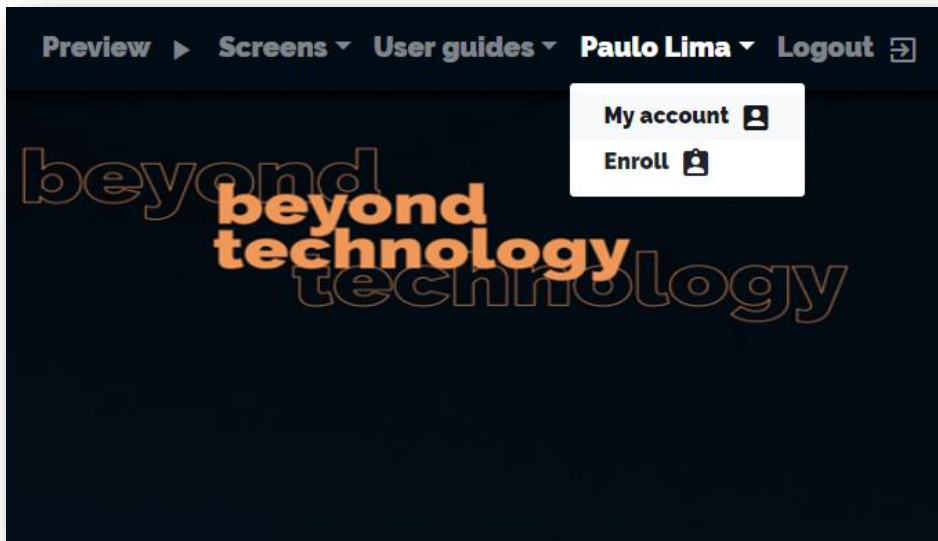 Preview Screens User guides Paulo Lima Logout
My account
Enroll
beyond
beyond
technology
technology